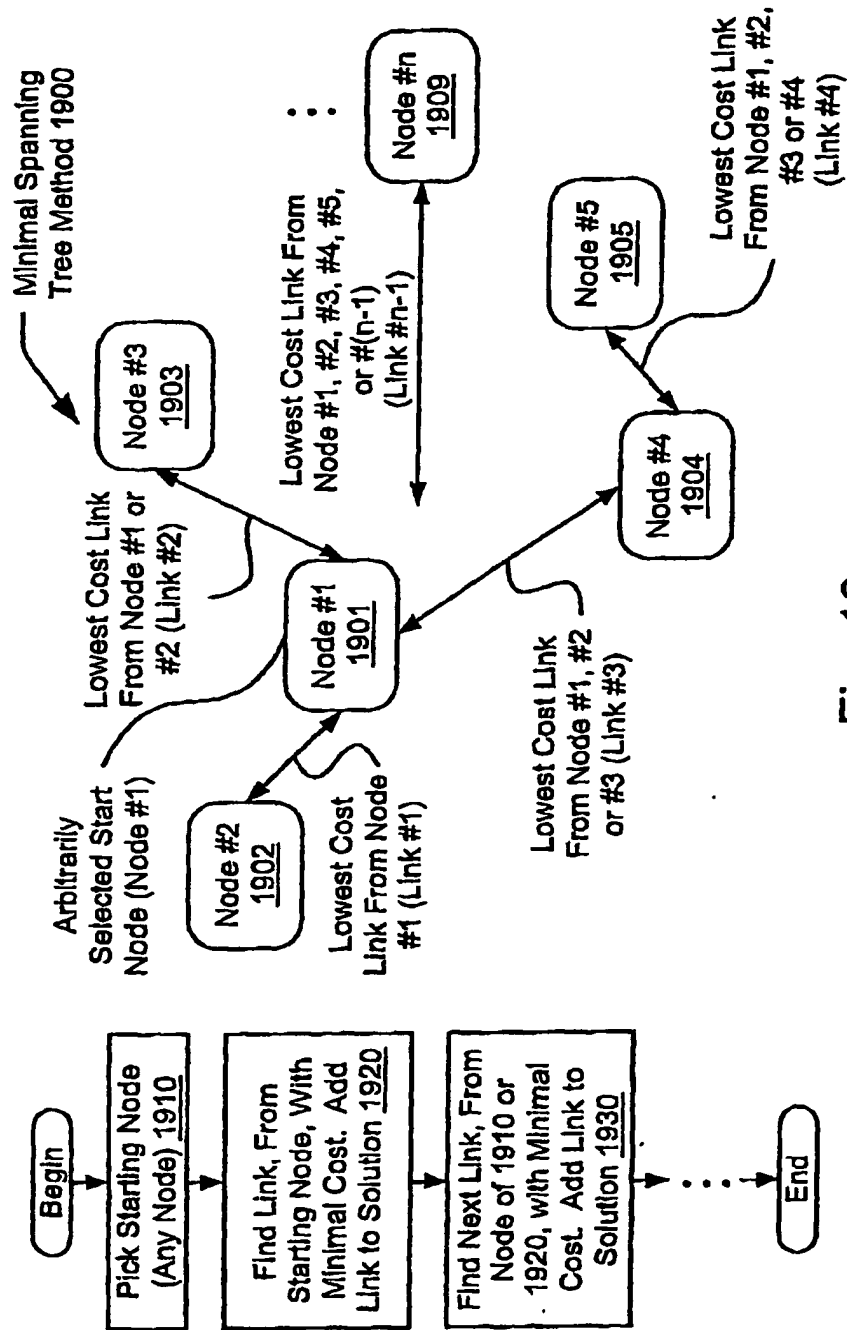 Minimal Spanning
Tree Method 1900
Begin
Pick Starting Node
(Any Node) 1910
Find Link, From
Starting Node, With
Minimal Cost. Add
Link to Solution 1920
Find Next Link, From
Node of 1910 or
1920, with Minimal
Cost. Add Link to
Solution 1930
End
Arbitrarily
Selected Start
Node (Node #1)
Lowest Cost Link
From Node #1 or
#2 (Link #2)
Node #3
1903
Node #2
1902
Node #1
1901
Lowest Cost
Link From Node
#1 (Link #1)
Lowest Cost Link From
Node #1, #2, #3, #4, #5,
or #(n-1)
(Link #n-1)
Node #n
1909
Lowest Cost Link
From Node #1, #2
or #3 (Link #3)
Node #4
1904
Node #5
1905
Lowest Cost Link
From Node #1, #2,
#3 or #4
(Link #4)